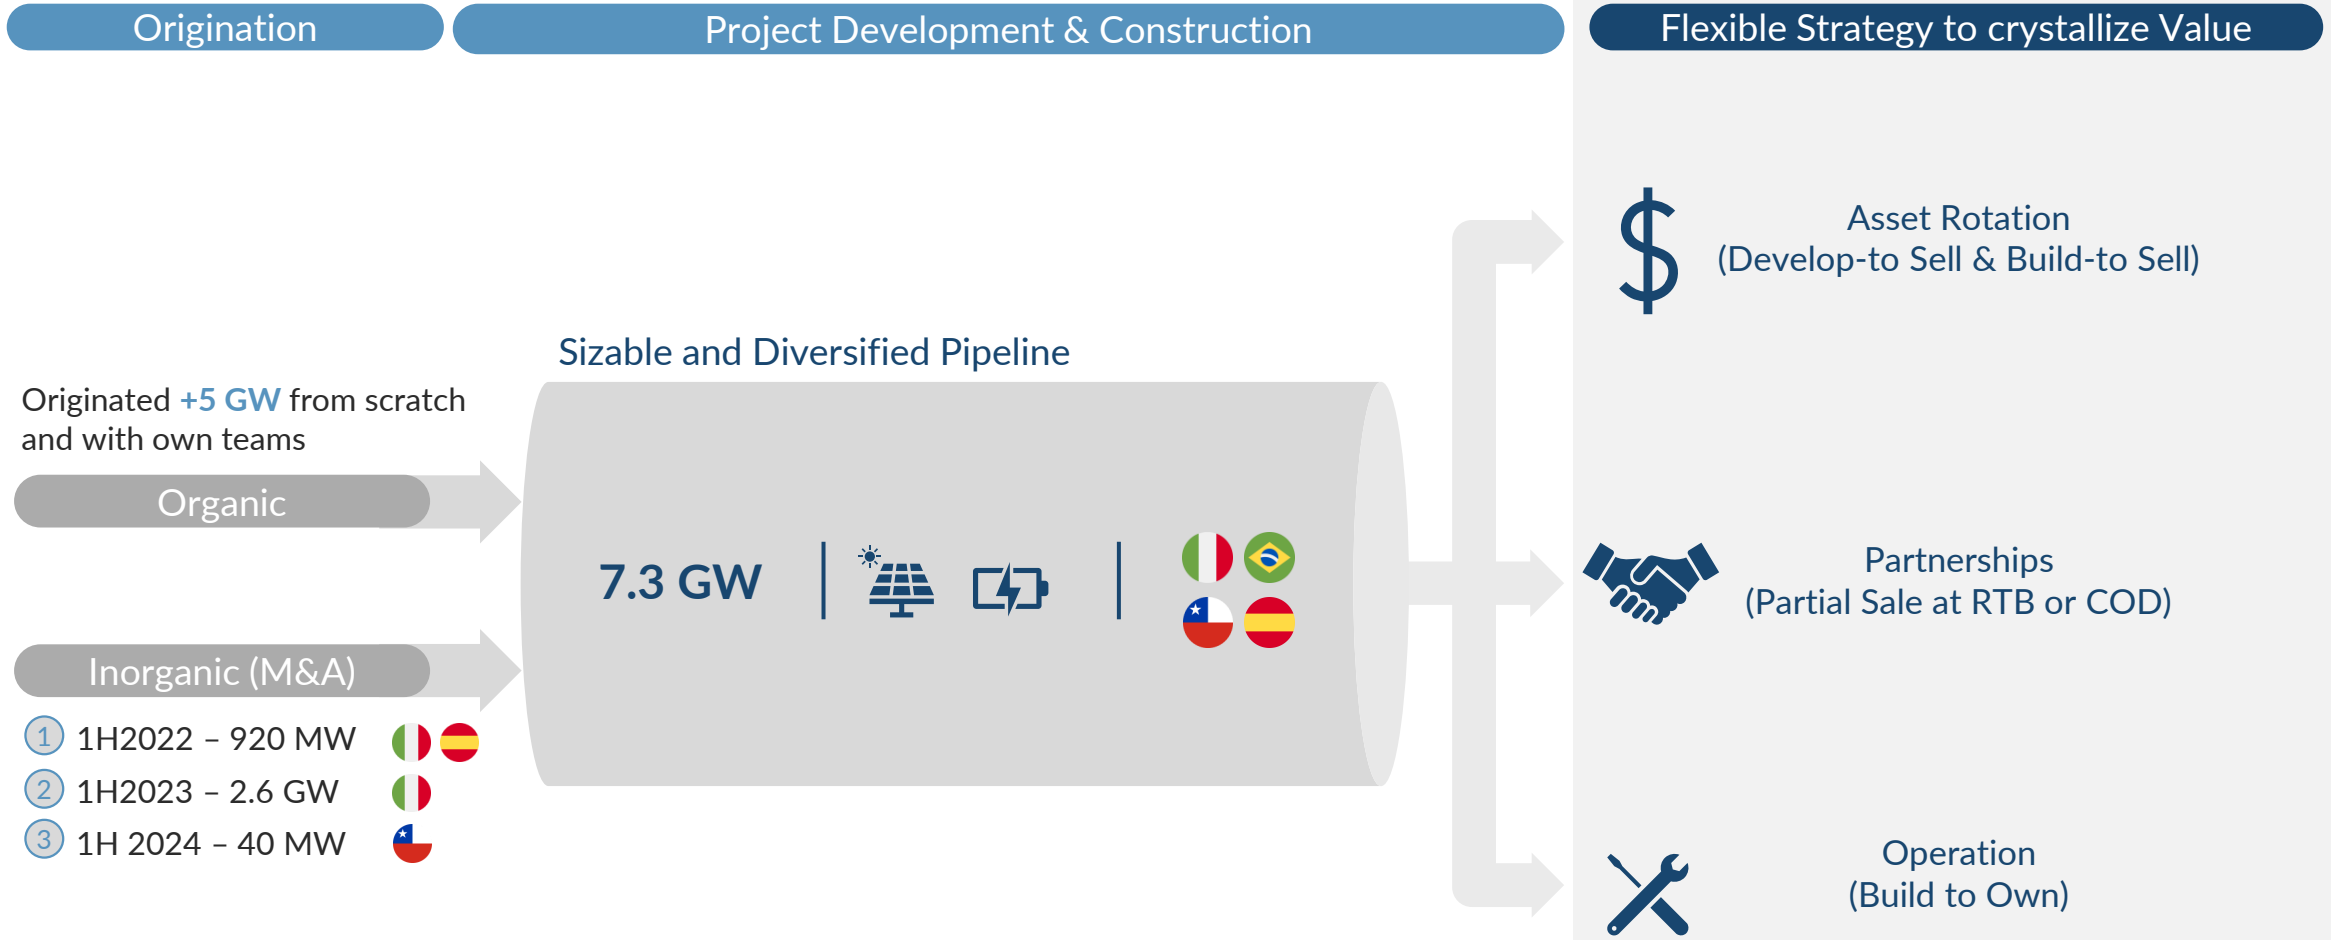 Origination
Project Development & Construction
Flexible Strategy to crystallize Value
Originated +5 GW from scratch
and with own teams
Organic
Inorganic (M&A)
1 1H2022 – 920 MW
2 1H2023 – 2.6 GW
3 1H 2024 – 40 MW
Sizable and Diversified Pipeline
7.3 GW
Asset Rotation
(Develop-to Sell & Build-to Sell)
Partnerships
(Partial Sale at RTB or COD)
Operation
(Build to Own)